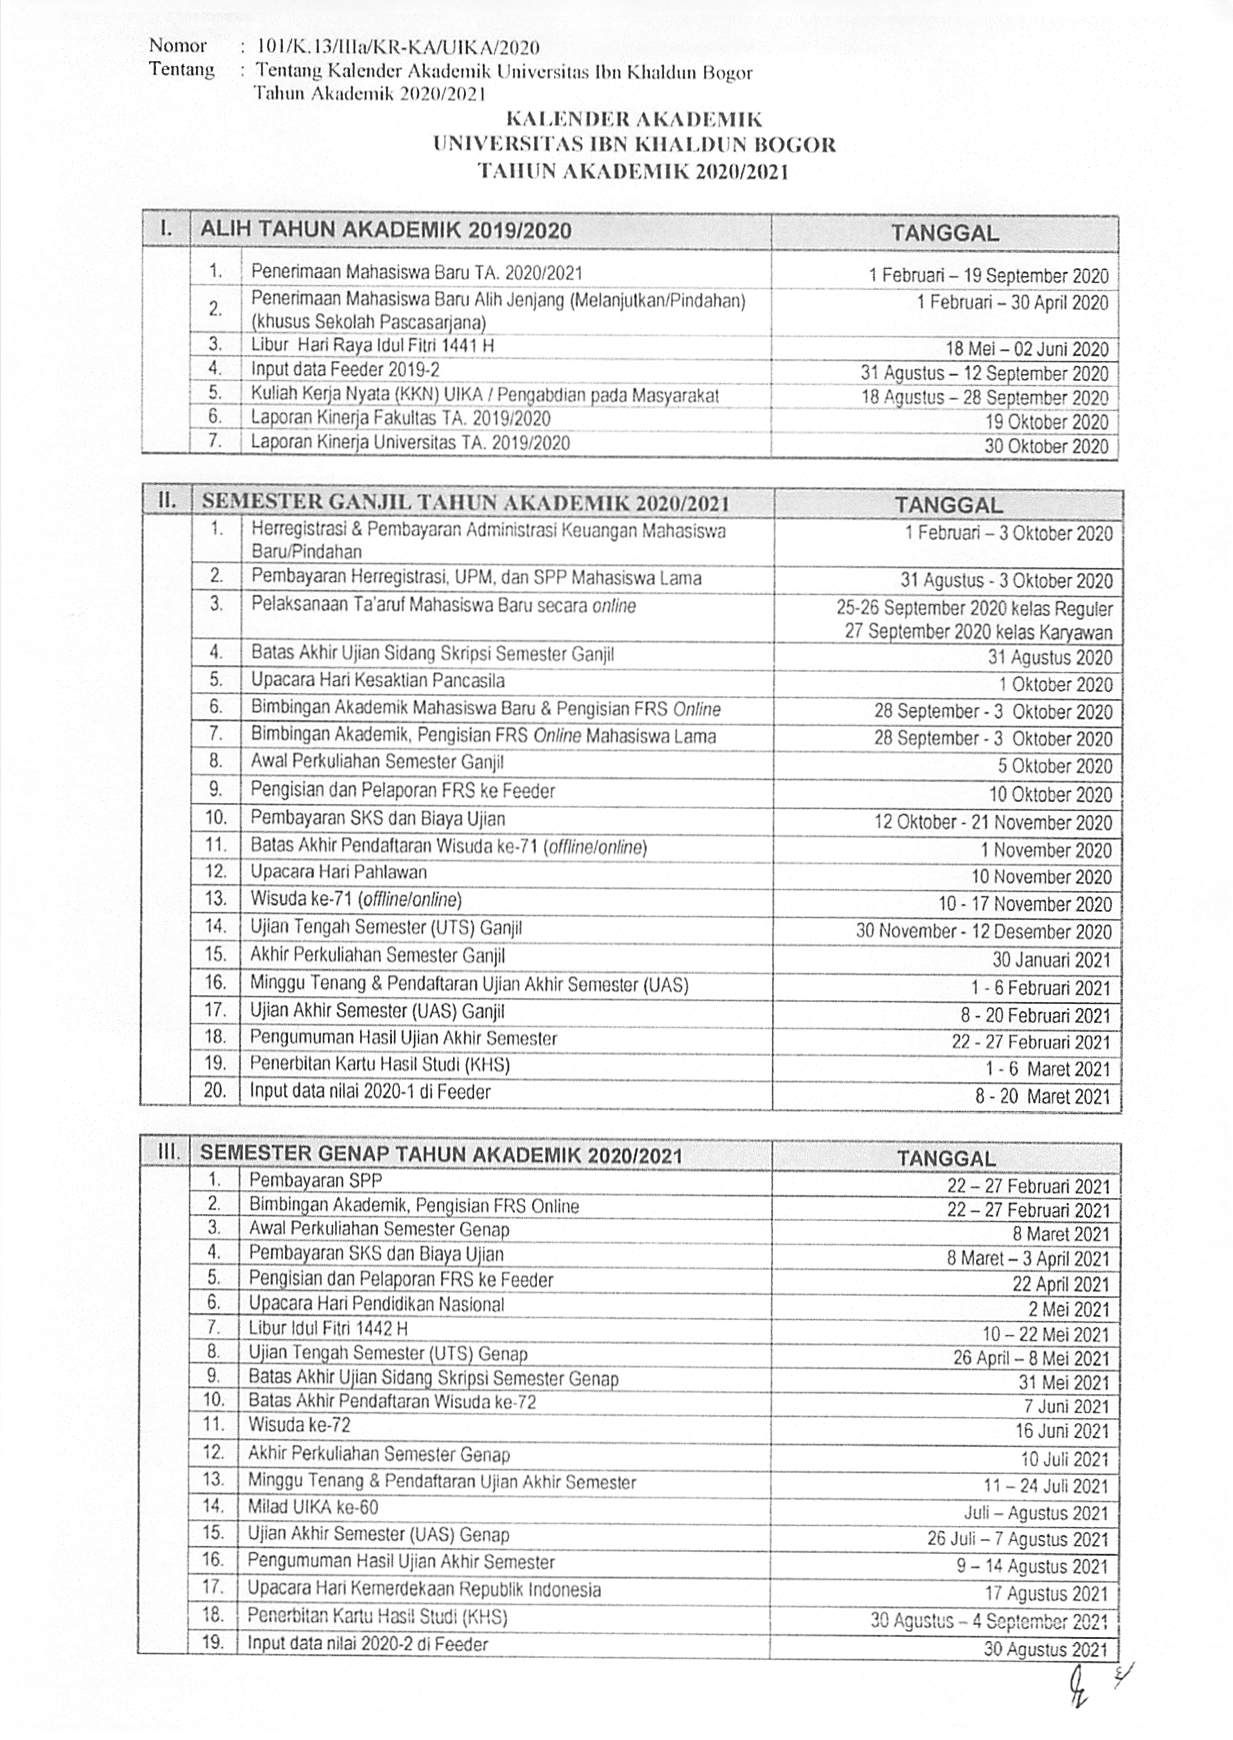 Nomor : 101/K.13/IIIa/KR-KA/UIKA/2020
Tentang : Tentang Kalender Akademik Universitas Ibn Khaldun Bogor
Tahun Akademik 2020/2021
KALENDER AKADEMIK
UNIVERSITAS IBN KHALDUN BOGOR
TAHUN AKADEMIK 2020/2021
I. ALIH TAHUN AKADEMIK 2019/2020 TANGGAL
1. Penerimaan Mahasiswa Baru TA. 2020/2021 1 Februari – 19 September 2020
2. Penerimaan Mahasiswa Baru Alih Jenjang (Melanjutkan/Pindahan) 1 Februari – 30 April 2020
(khusus Sekolah Pascasarjana)
3. Libur Hari Raya Idul Fitri 1441 H 18 Mei – 02 Juni 2020
4. Input data Feeder 2019-2 31 Agustus – 12 September 2020
5. Kuliah Kerja Nyata (KKN) UIKA / Pengabdian pada Masyarakat 18 Agustus – 28 September 2020
6. Laporan Kinerja Fakultas TA. 2019/2020 19 Oktober 2020
7. Laporan Kinerja Universitas TA. 2019/2020 30 Oktober 2020
II. SEMESTER GANJIL TAHUN AKADEMIK 2020/2021 TANGGAL
1. Herregistrasi & Pembayaran Administrasi Keuangan Mahasiswa 1 Februari – 3 Oktober 2020
Baru/Pindahan
2. Pembayaran Herregistrasi, UPM, dan SPP Mahasiswa Lama 31 Agustus - 3 Oktober 2020
3. Pelaksanaan Ta'aruf Mahasiswa Baru secara online 25-26 September 2020 kelas Reguler
27 September 2020 kelas Karyawan
4. Batas Akhir Ujian Sidang Skripsi Semester Ganjil 31 Agustus 2020
5. Upacara Hari Kesaktian Pancasila 1 Oktober 2020
6. Bimbingan Akademik Mahasiswa Baru & Pengisian FRS Online 28 September - 3 Oktober 2020
7. Bimbingan Akademik, Pengisian FRS Online Mahasiswa Lama 28 September - 3 Oktober 2020
8. Awal Perkuliahan Semester Ganjil 5 Oktober 2020
9. Pengisian dan Pelaporan FRS ke Feeder 10 Oktober 2020
10. Pembayaran SKS dan Biaya Ujian 12 Oktober - 21 November 2020
11. Batas Akhir Pendaftaran Wisuda ke-71 (offline/online) 1 November 2020
12. Upacara Hari Pahlawan 10 November 2020
13. Wisuda ke-71 (offline/online) 10 - 17 November 2020
14. Ujian Tengah Semester (UTS) Ganjil 30 November - 12 Desember 2020
15. Akhir Perkuliahan Semester Ganjil 30 Januari 2021
16. Minggu Tenang & Pendaftaran Ujian Akhir Semester (UAS) 1 - 6 Februari 2021
17. Ujian Akhir Semester (UAS) Ganjil 8 - 20 Februari 2021
18. Pengumuman Hasil Ujian Akhir Semester 22 - 27 Februari 2021
19. Penerbitan Kartu Hasil Studi (KHS) 1 - 6 Maret 2021
20. Input data nilai 2020-1 di Feeder 8 - 20 Maret 2021
III. SEMESTER GENAP TAHUN AKADEMIK 2020/2021 TANGGAL
1. Pembayaran SPP 22 – 27 Februari 2021
2. Bimbingan Akademik, Pengisian FRS Online 22 – 27 Februari 2021
3. Awal Perkuliahan Semester Genap 8 Maret 2021
4. Pembayaran SKS dan Biaya Ujian 8 Maret – 3 April 2021
5. Pengisian dan Pelaporan FRS ke Feeder 22 April 2021
6. Upacara Hari Pendidikan Nasional 2 Mei 2021
7. Libur Idul Fitri 1442 H 10 – 22 Mei 2021
8. Ujian Tengah Semester (UTS) Genap 26 April – 8 Mei 2021
9. Batas Akhir Ujian Sidang Skripsi Semester Genap 31 Mei 2021
10. Batas Akhir Pendaftaran Wisuda ke-72 7 Juni 2021
11. Wisuda ke-72 16 Juni 2021
12. Akhir Perkuliahan Semester Genap 10 Juli 2021
13. Minggu Tenang & Pendaftaran Ujian Akhir Semester 11 – 24 Juli 2021
14. Milad UIKA ke-60 Juli – Agustus 2021
15. Ujian Akhir Semester (UAS) Genap 26 Juli – 7 Agustus 2021
16. Pengumuman Hasil Ujian Akhir Semester 9 – 14 Agustus 2021
17. Upacara Hari Kemerdekaan Republik Indonesia 17 Agustus 2021
18. Penerbitan Kartu Hasil Studi (KHS) 30 Agustus – 4 September 2021
19. Input data nilai 2020-2 di Feeder 30 Agustus 2021